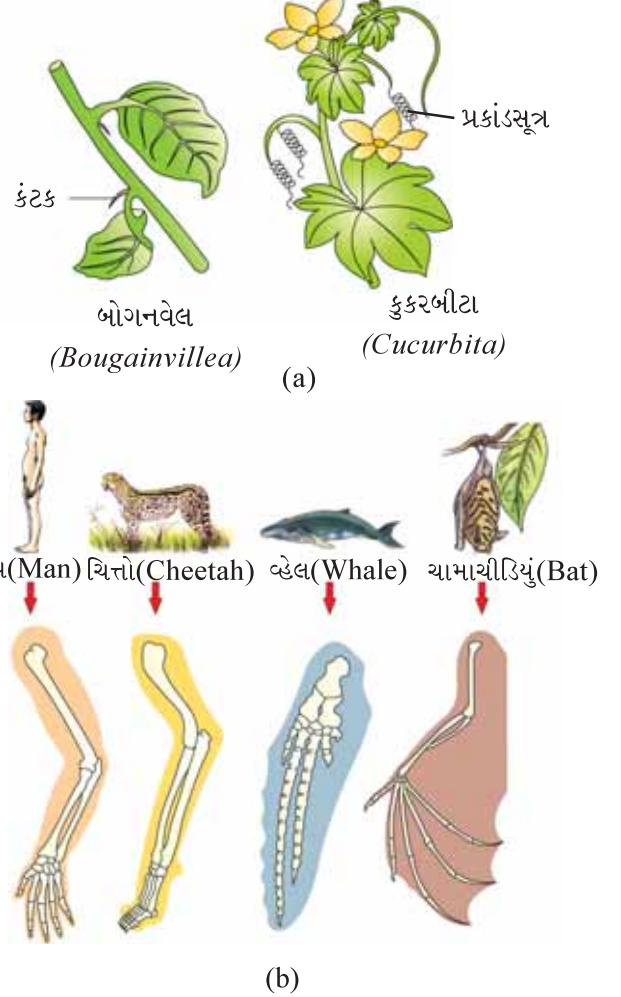 પ્રકાંડસૂત્ર
કંટક
બોગનવેલ
(Bougainvillea)
કુકરબીટા
(Cucurbita)
(a)
(Man) ચિત્તો(Cheetah) વ્હેલ(Whale) ચામાચીડિયું(Bat)
(b)